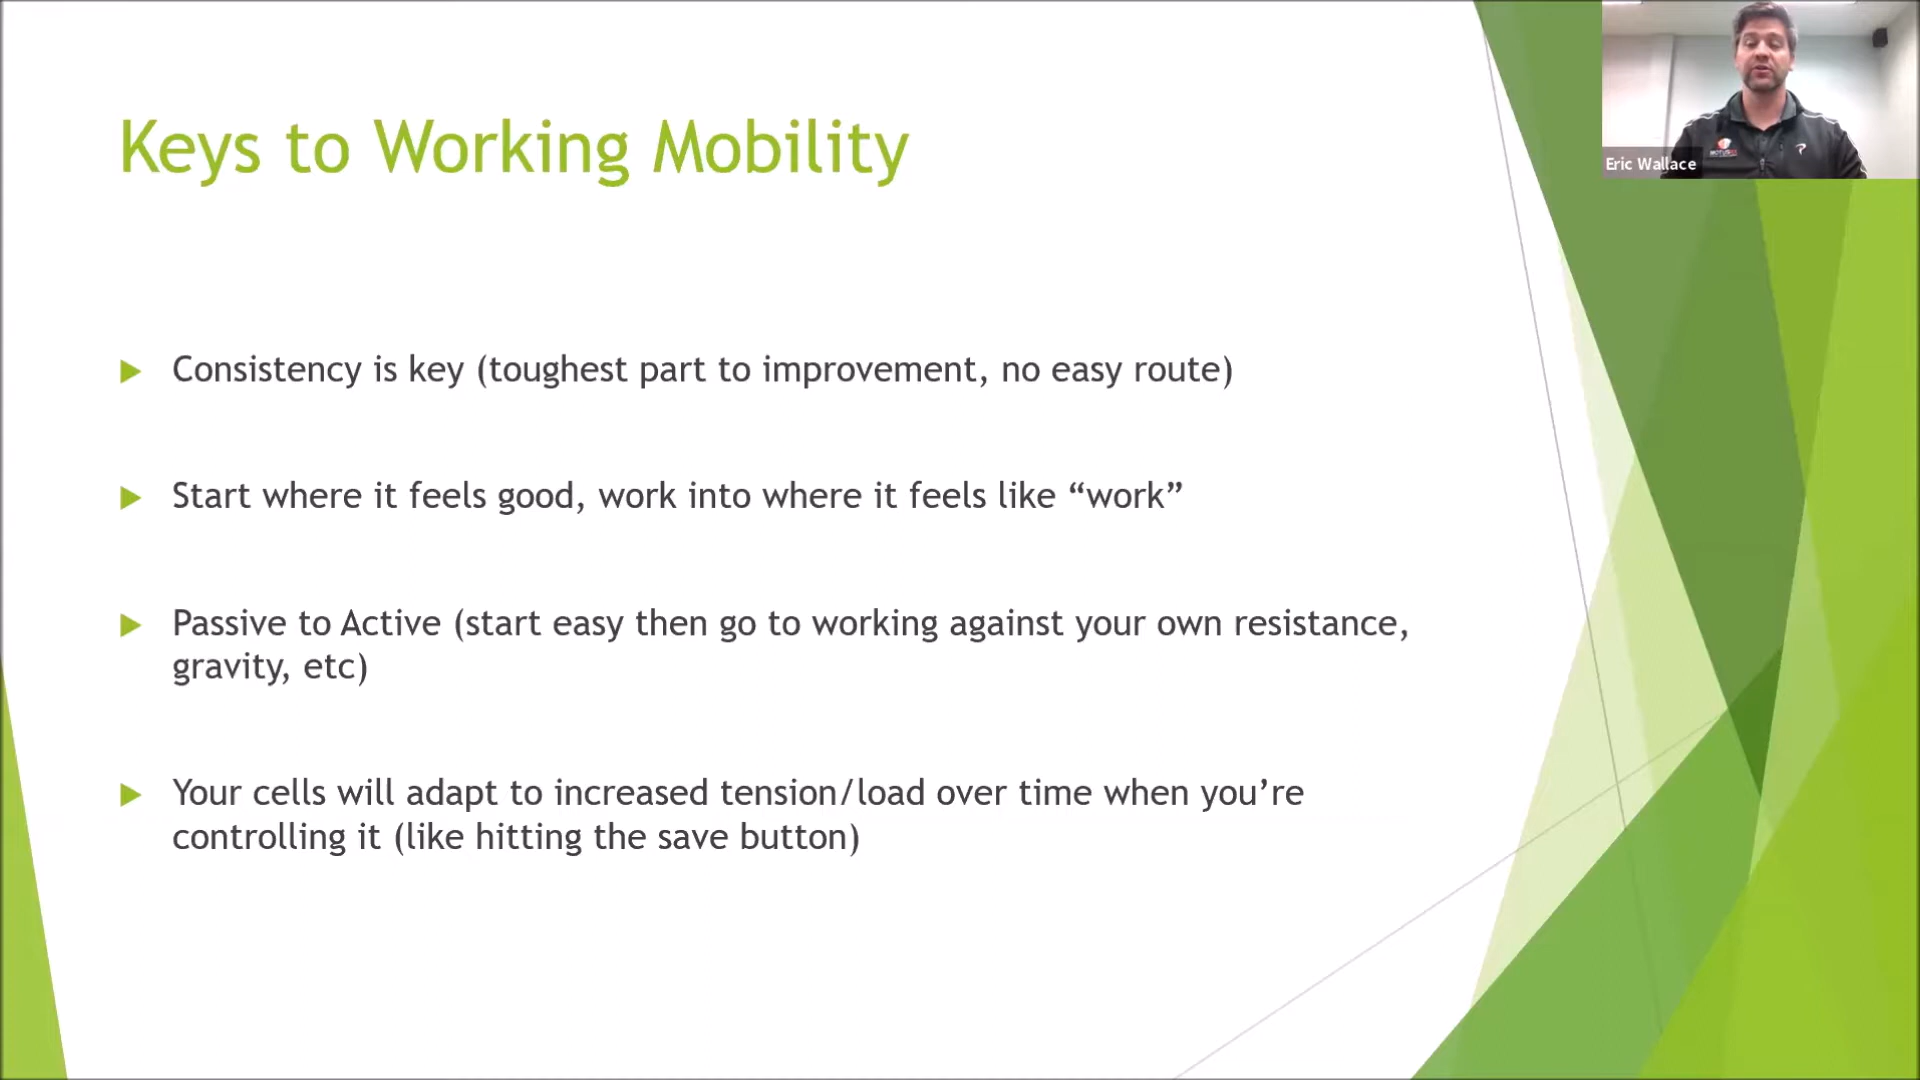 Keys to Working Mobility
Eric Wallace
Consistency is key (toughest part to improvement, no easy route)
Start where it feels good, work into where it feels like “work”
Passive to Active (start easy then go to working against your own resistance,
gravity, etc)
Your cells will adapt to increased tension/load over time when you’re
controlling it (like hitting the save button)